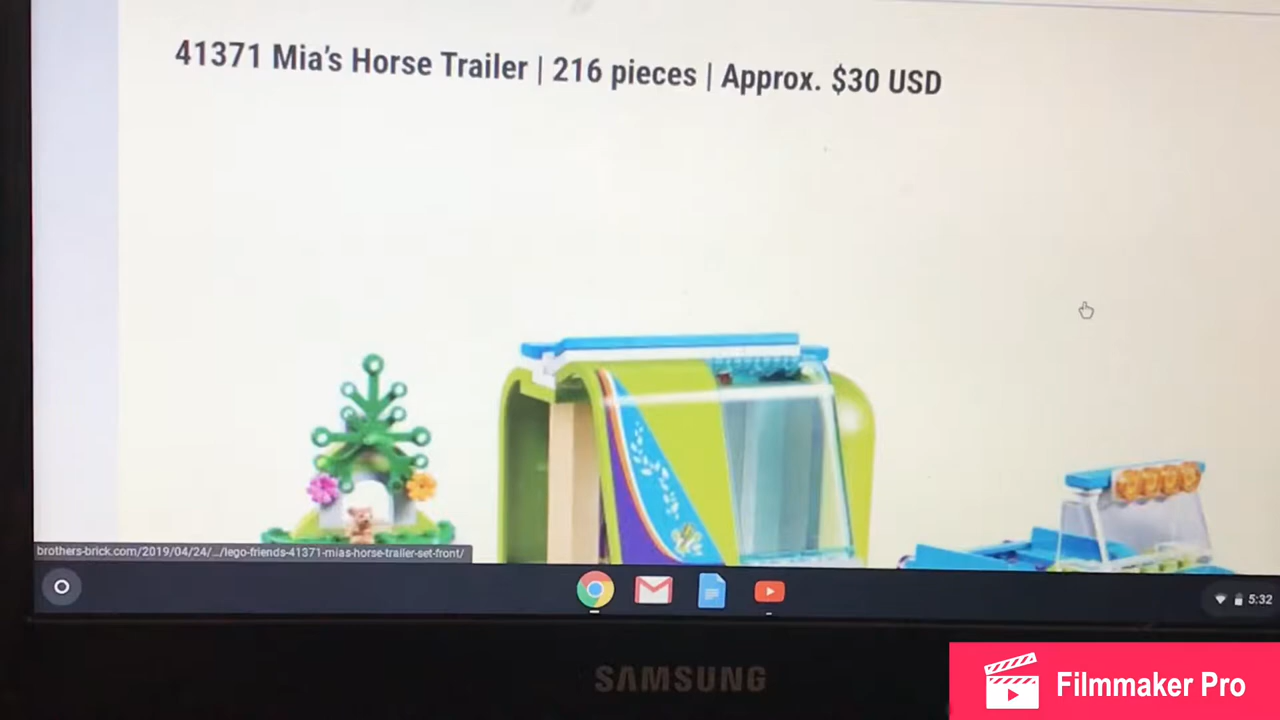 41371 Mia's Horse Trailer | 216 pieces | Approx. $30 USD
brothers-brick.com/2019/04/24/.../lego-friends-41371-mias-horse-trailer-set-front/
5:32
SAMSUNG
Filmmaker Pro